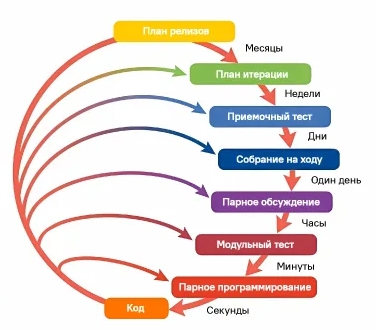 План релизов
Месяцы
План итерации
Недели
Приемочный тест
Дни
Собрание на ходу
Один день
Парное обсуждение
Часы
Модульный тест
Минуты
Парное программирование
Секунды
Код